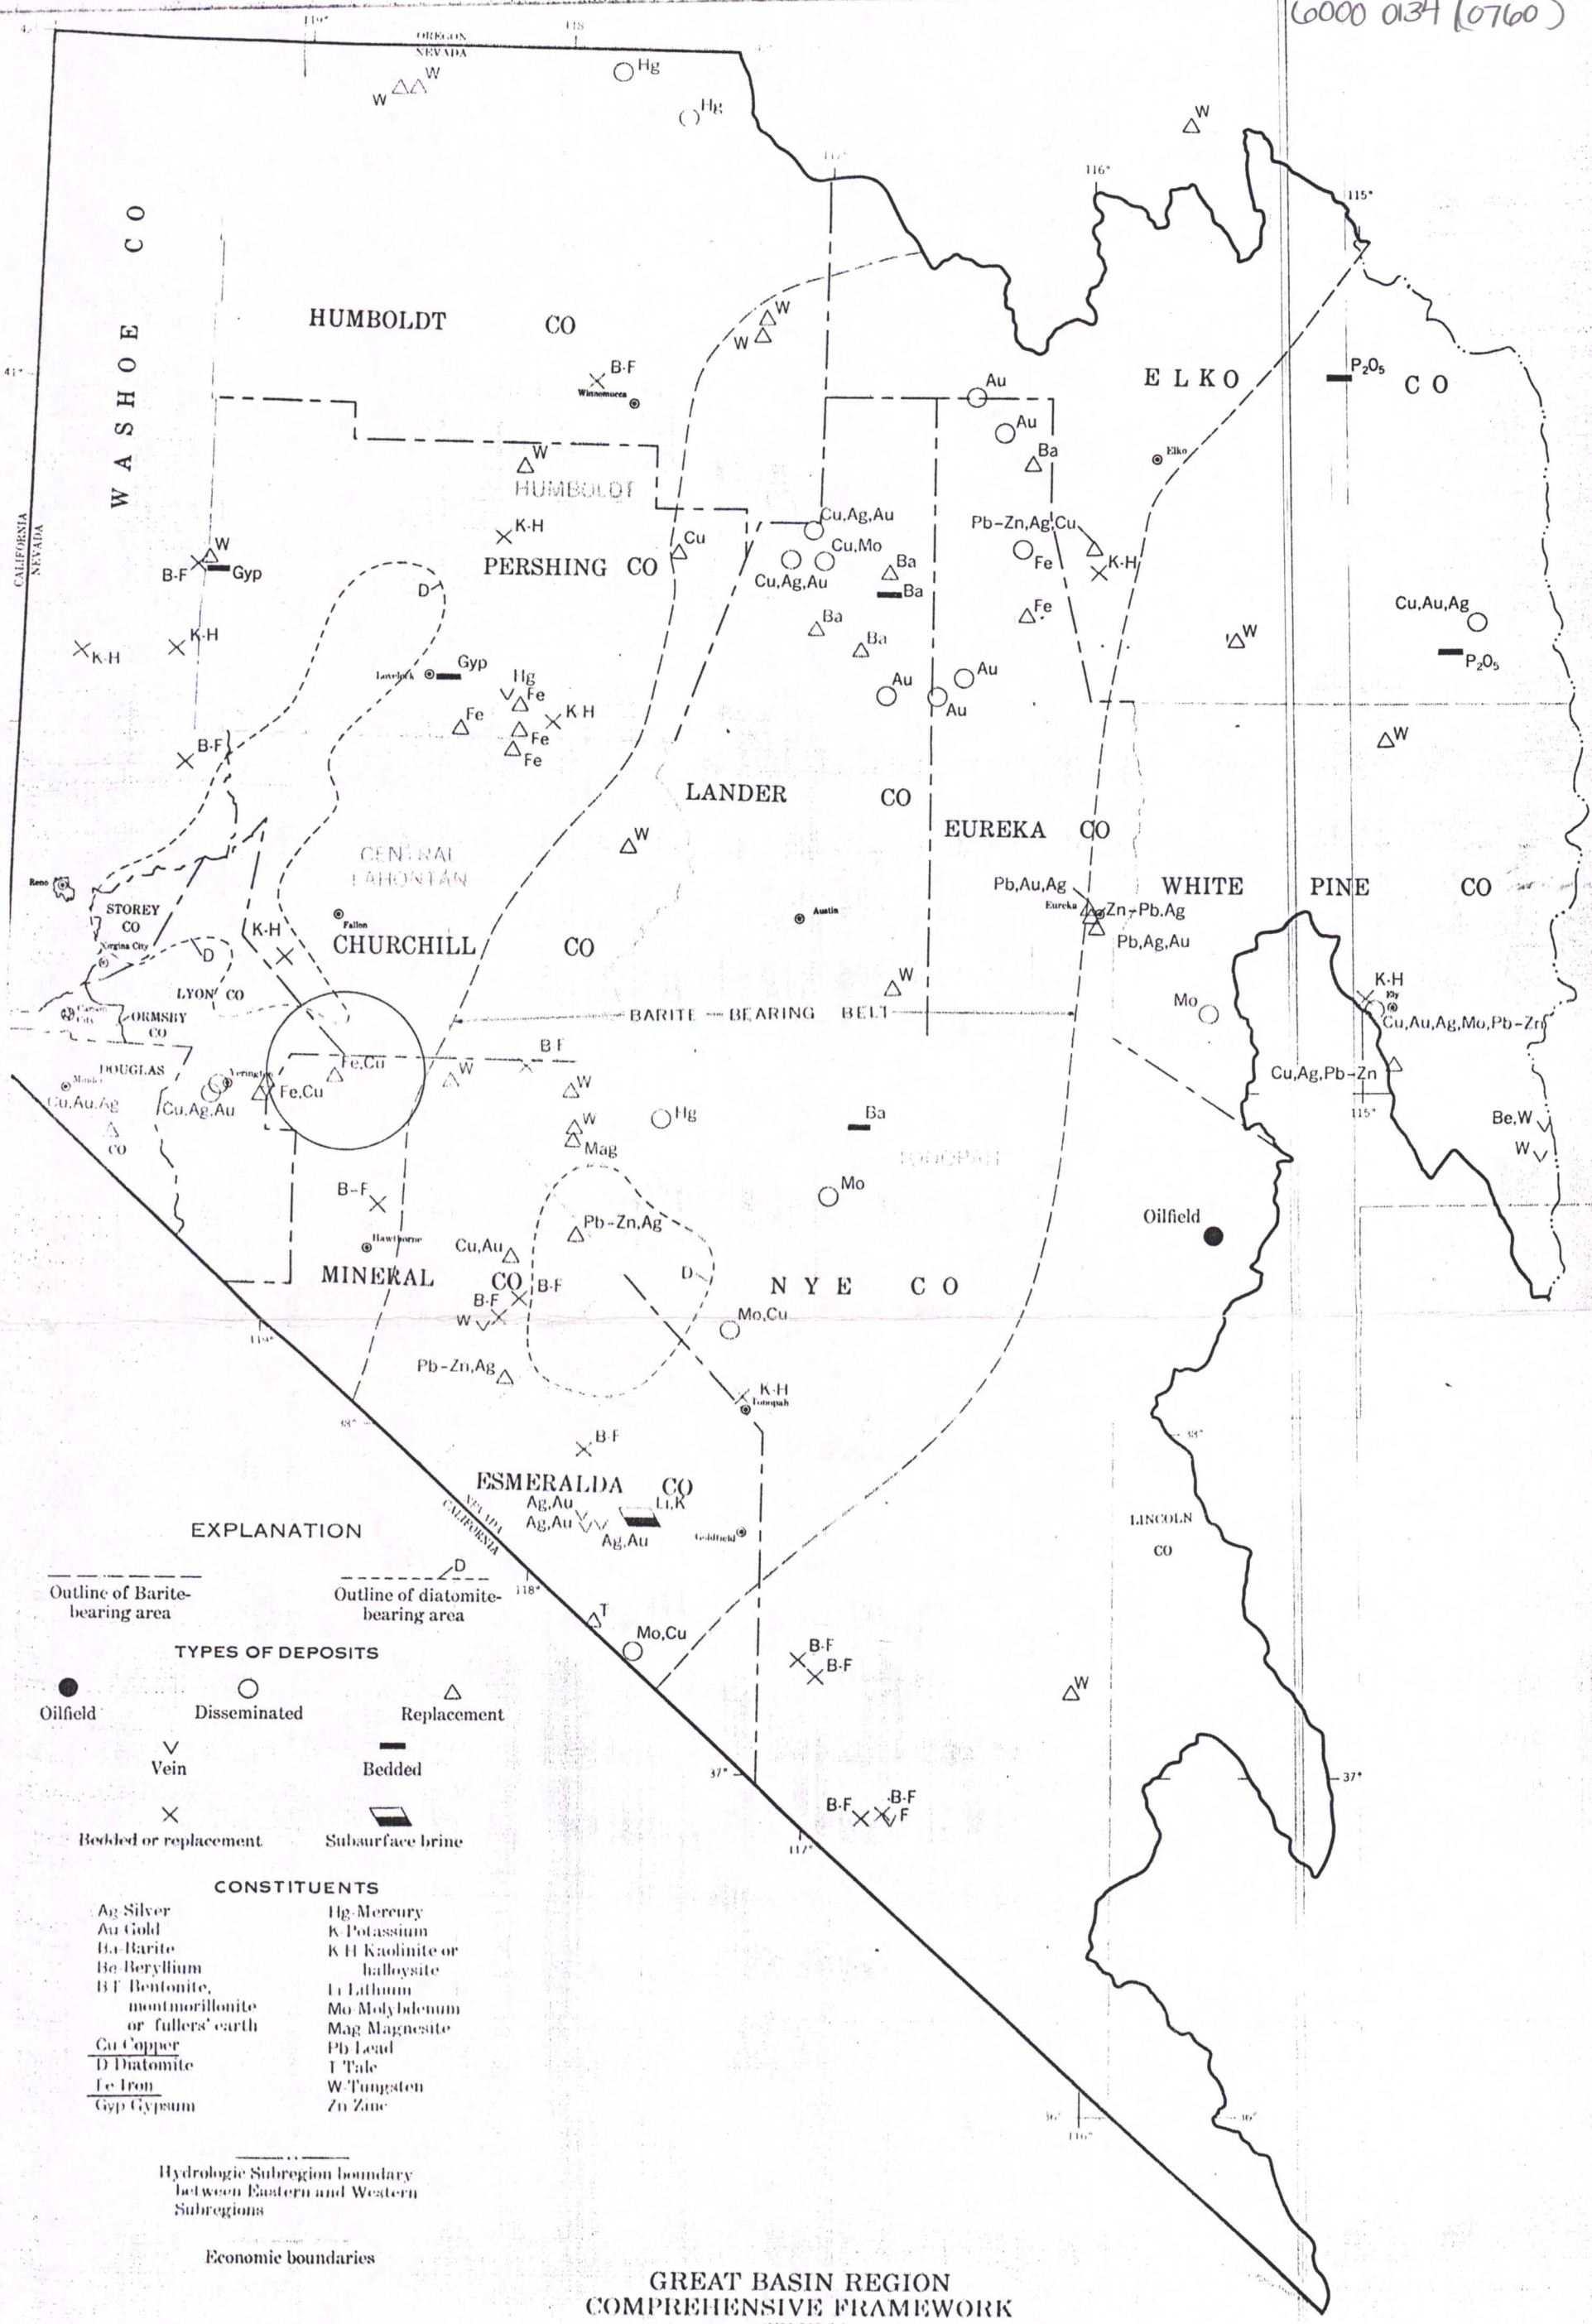 6000 0134 (0760)
119°
118
OREGON
NEVADA
W
W
Hg
Hg
W
117°
116°
115°
WASHOE CO
HUMBOLDT CO
W
W
B-F
Winnemucca
41°
ELKO CO
P₂O₅
Au
Au
Ba
Elko
W
HUMBOLDT
CALIFORNIA
NEVADA
K-H
PERSHING CO
Cu
Cu,Ag,Au
Cu,Mo
Cu,Ag,Au
Ba
Ba
Pb-Zn,Ag,Cu
Fe
K-H
W
B-F
Gyp
D
Ba
Ba
Fe
W
Cu,Au,Ag
P₂O₅
K-H
K-H
Lovelock
Gyp
Hg
Fe
Fe
K-H
Fe
Fe
Au
Au
Au
B-F
W
LANDER CO
EUREKA CO
W
CENTRAL
LAHONTAN
Reno
STOREY
CO
Virgina City
Fallon
K-H
CHURCHILL CO
Austin
Pb,Au,Ag
Eureka
Zn-Pb,Ag
Pb,Ag,Au
WHITE PINE CO
D
LYON CO
ORMSBY
CO
W
BARITE-BEARING BELT
Mo
K-H
Ely
Cu,Au,Ag,Mo,Pb-Zn
DOUGLAS
Minden
Cu,Au,Ag
CO
Yerington
Cu,Ag,Au
Fe,Cu
Fe,Cu
W
B-F
W
W
Mag
Hg
Ba
TONOPAH
Cu,Ag,Pb-Zn
115°
Be,W
W
B-F
Hawthorne
MINERAL CO
Pb-Zn,Ag
Cu,Au
B-F
B-F
W
D
Mo
NYE CO
Oilfield
Mo,Cu
119°
Pb-Zn,Ag
K-H
Tonopah
38°
38°
B-F
ESMERALDA CO
Ag,Au
Ag,Au
Ag,Au
Li,K
Goldfield
NEVADA
CALIFORNIA
LINCOLN
CO
118°
T
Mo,Cu
B-F
B-F
W
37°
37°
B-F
B-F
F
117°
36°
36°
116°
EXPLANATION
Outline of Barite-
bearing area
D
Outline of diatomite-
bearing area
TYPES OF DEPOSITS
Oilfield
Disseminated
Replacement
Vein
Bedded
Bedded or replacement
Subsurface brine
CONSTITUENTS
Ag-Silver
Au-Gold
Ba-Barite
Be-Beryllium
B-F Bentonite,
montmorillonite
or fullers' earth
Cu-Copper
D-Diatomite
Fe-Iron
Gyp-Gypsum
Hg-Mercury
K-Potassium
K-H Kaolinite or
halloysite
Li-Lithium
Mo-Molybdenum
Mag-Magnesite
Pb-Lead
T-Talc
W-Tungsten
Zn-Zinc
Hydrologic Subregion boundary
between Eastern and Western
Subregions
Economic boundaries
GREAT BASIN REGION
COMPREHENSIVE FRAMEWORK